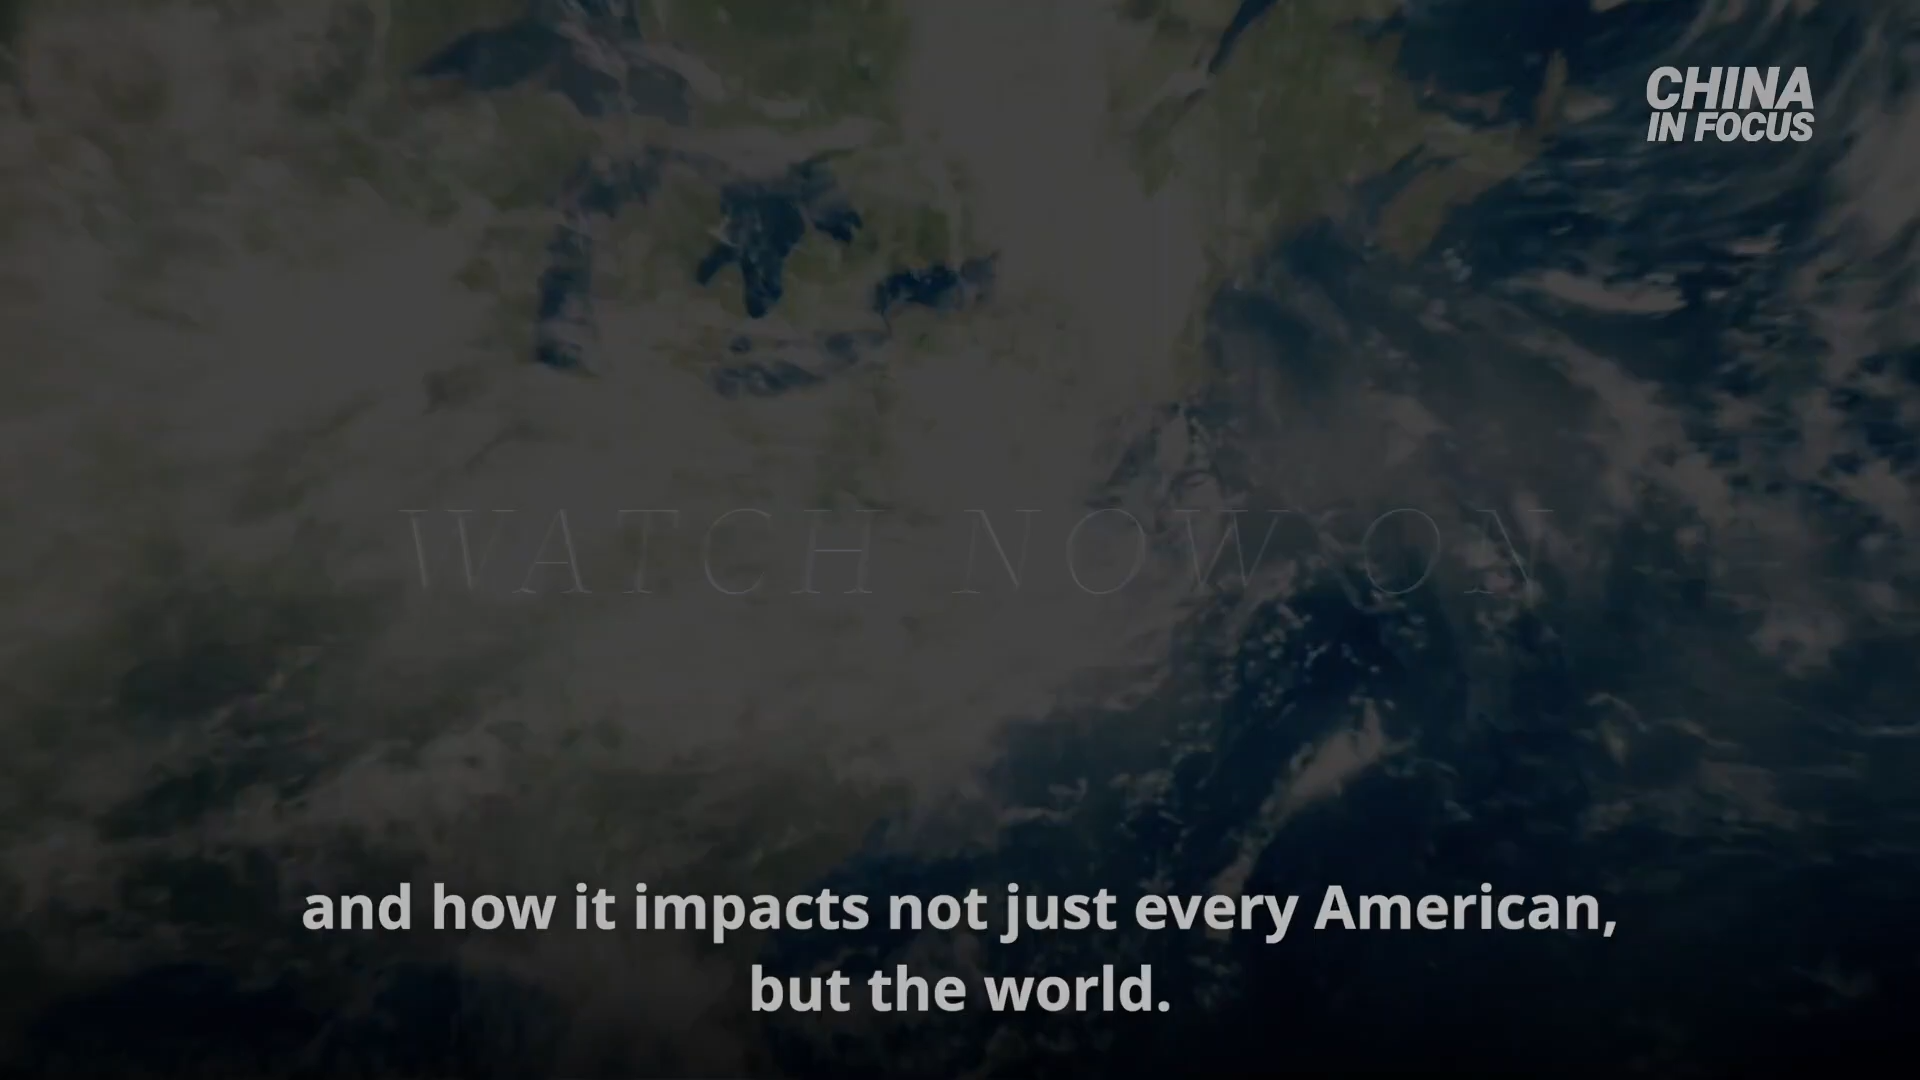 CHINA
IN FOCUS
WATCH NOW ON
and how it impacts not just every American,
but the world.